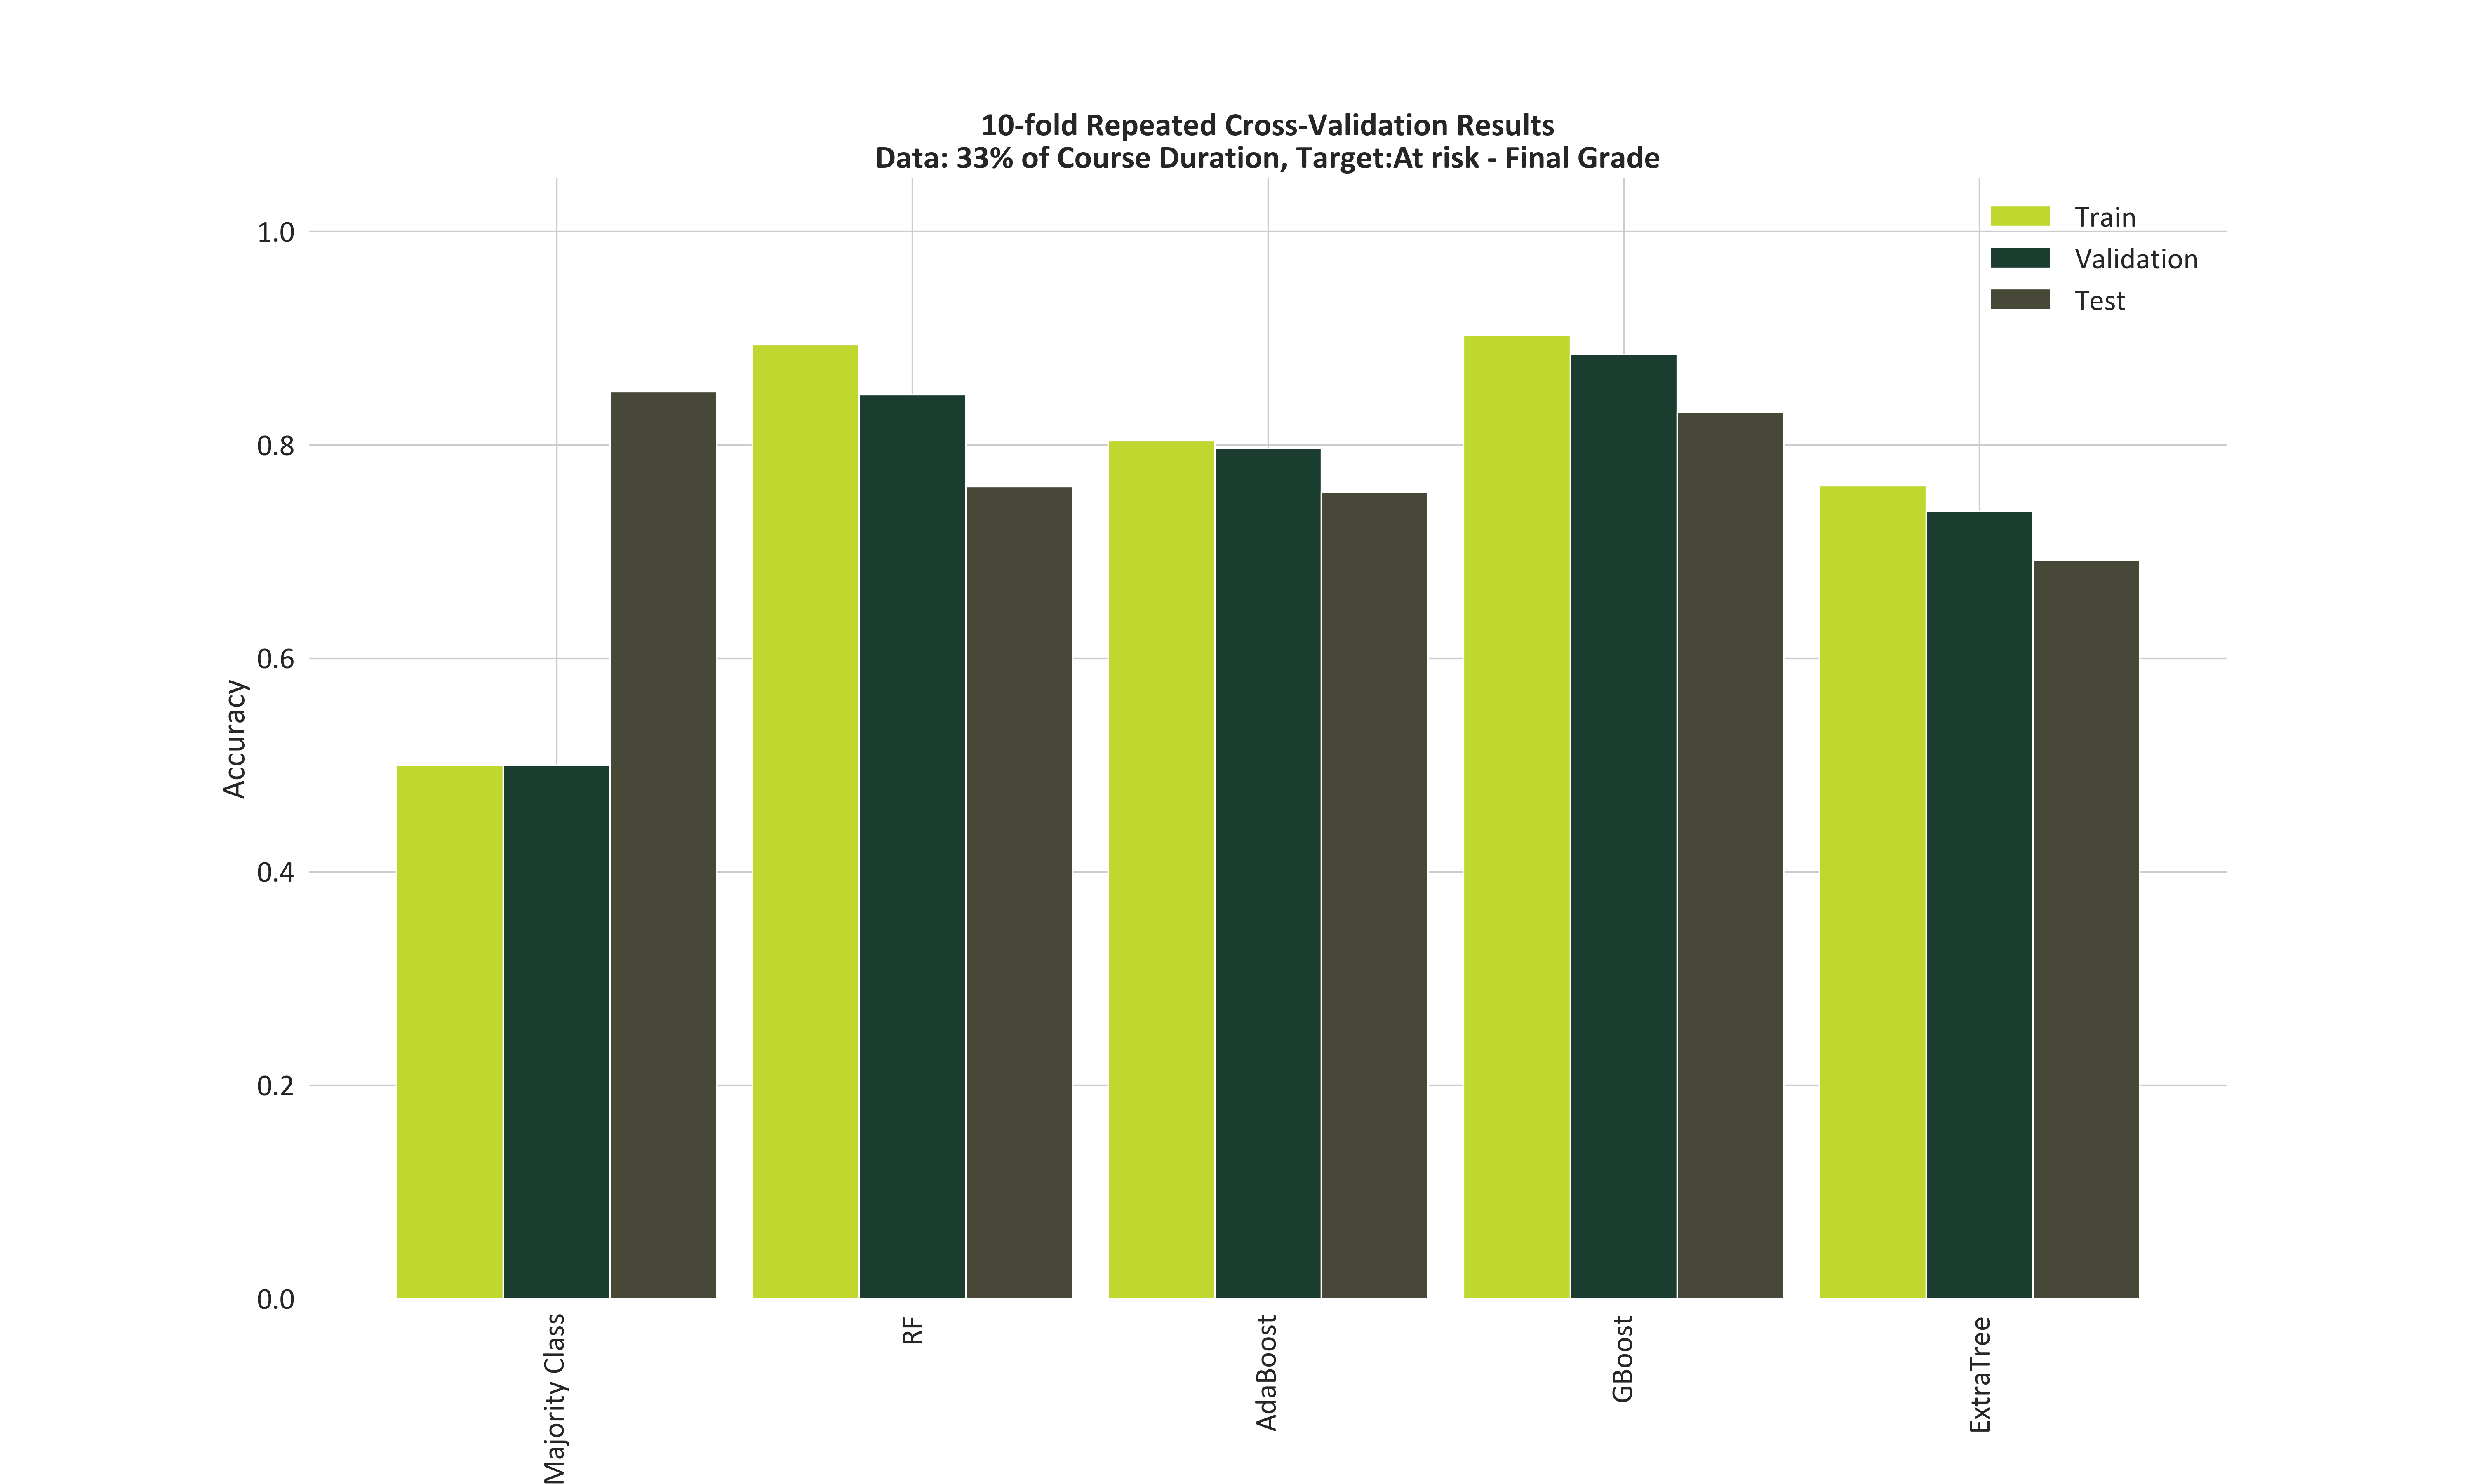 10-fold Repeated Cross-Validation Results
Data: 33% of Course Duration, Target:At risk - Final Grade
Train
Validation
Test
Accuracy
1.0
0.8
0.6
0.4
0.2
0.0
Majority Class
RF
AdaBoost
GBoost
ExtraTree